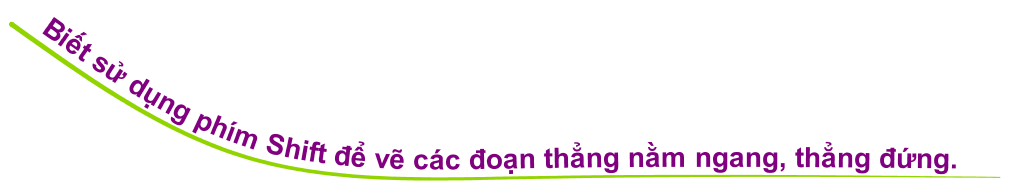 Biết sử dụng phím Shift để vẽ các đoạn thẳng nằm ngang, thẳng đứng.